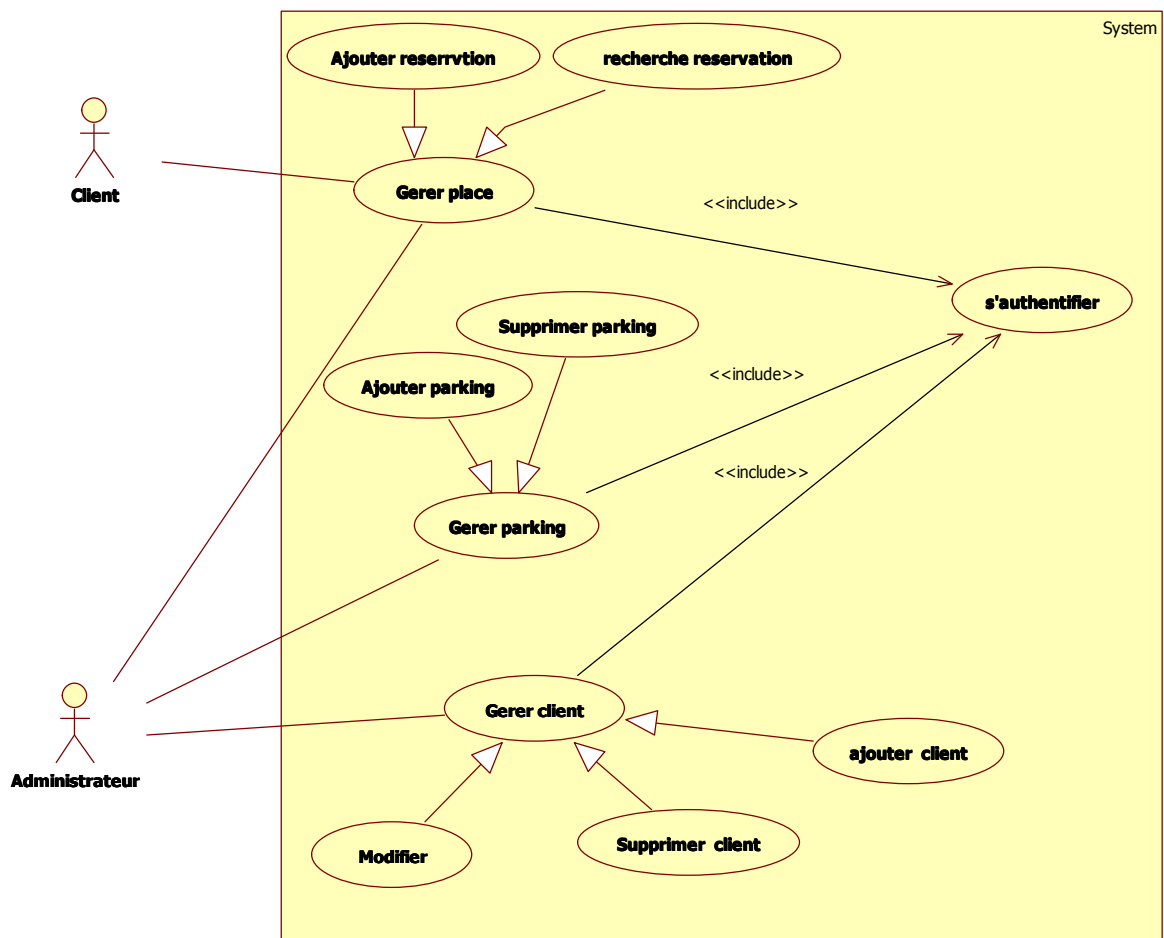 System
Ajouter reserrvtion
recherche reservation
Client
Gerer place
<<include>>
s'authentifier
Supprimer parking
<<include>>
Ajouter parking
<<include>>
Gerer parking
Gerer client
ajouter client
Administrateur
Supprimer client
Modifier